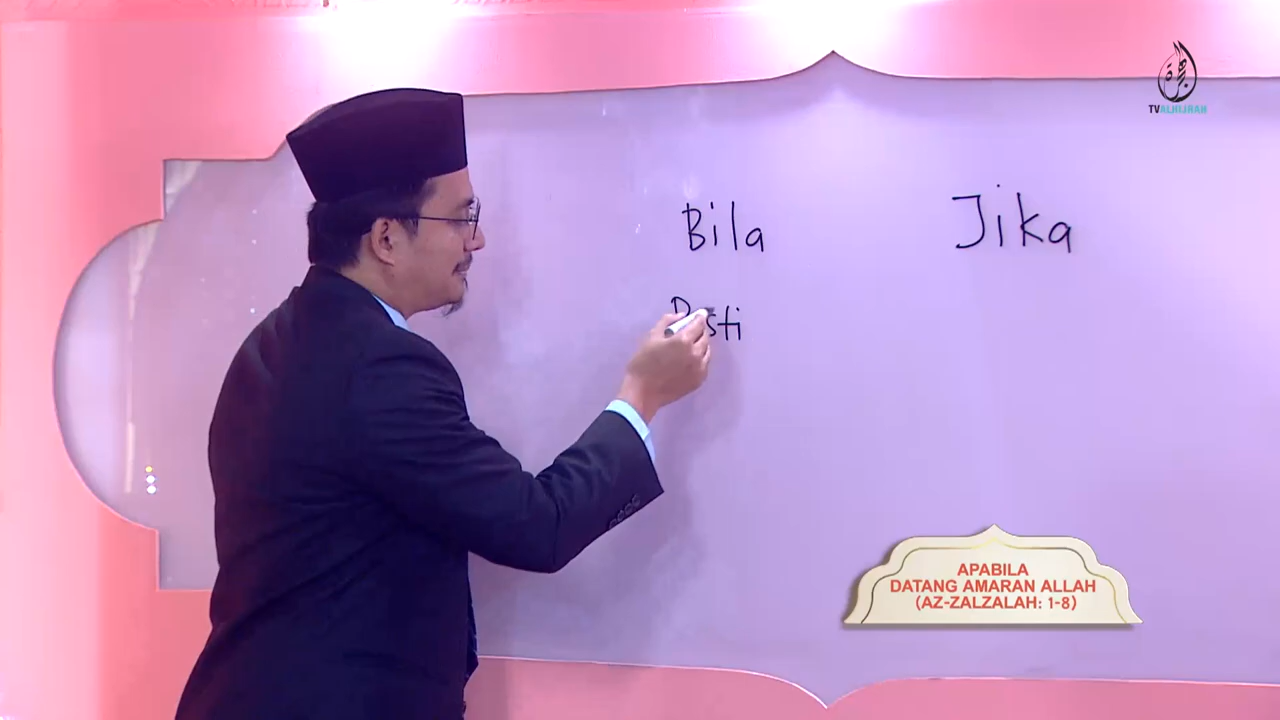 TVALHIJRAH
Bila
Jika
APABILA
DATANG AMARAN ALLAH
(AZ-ZALZALAH: 1-8)